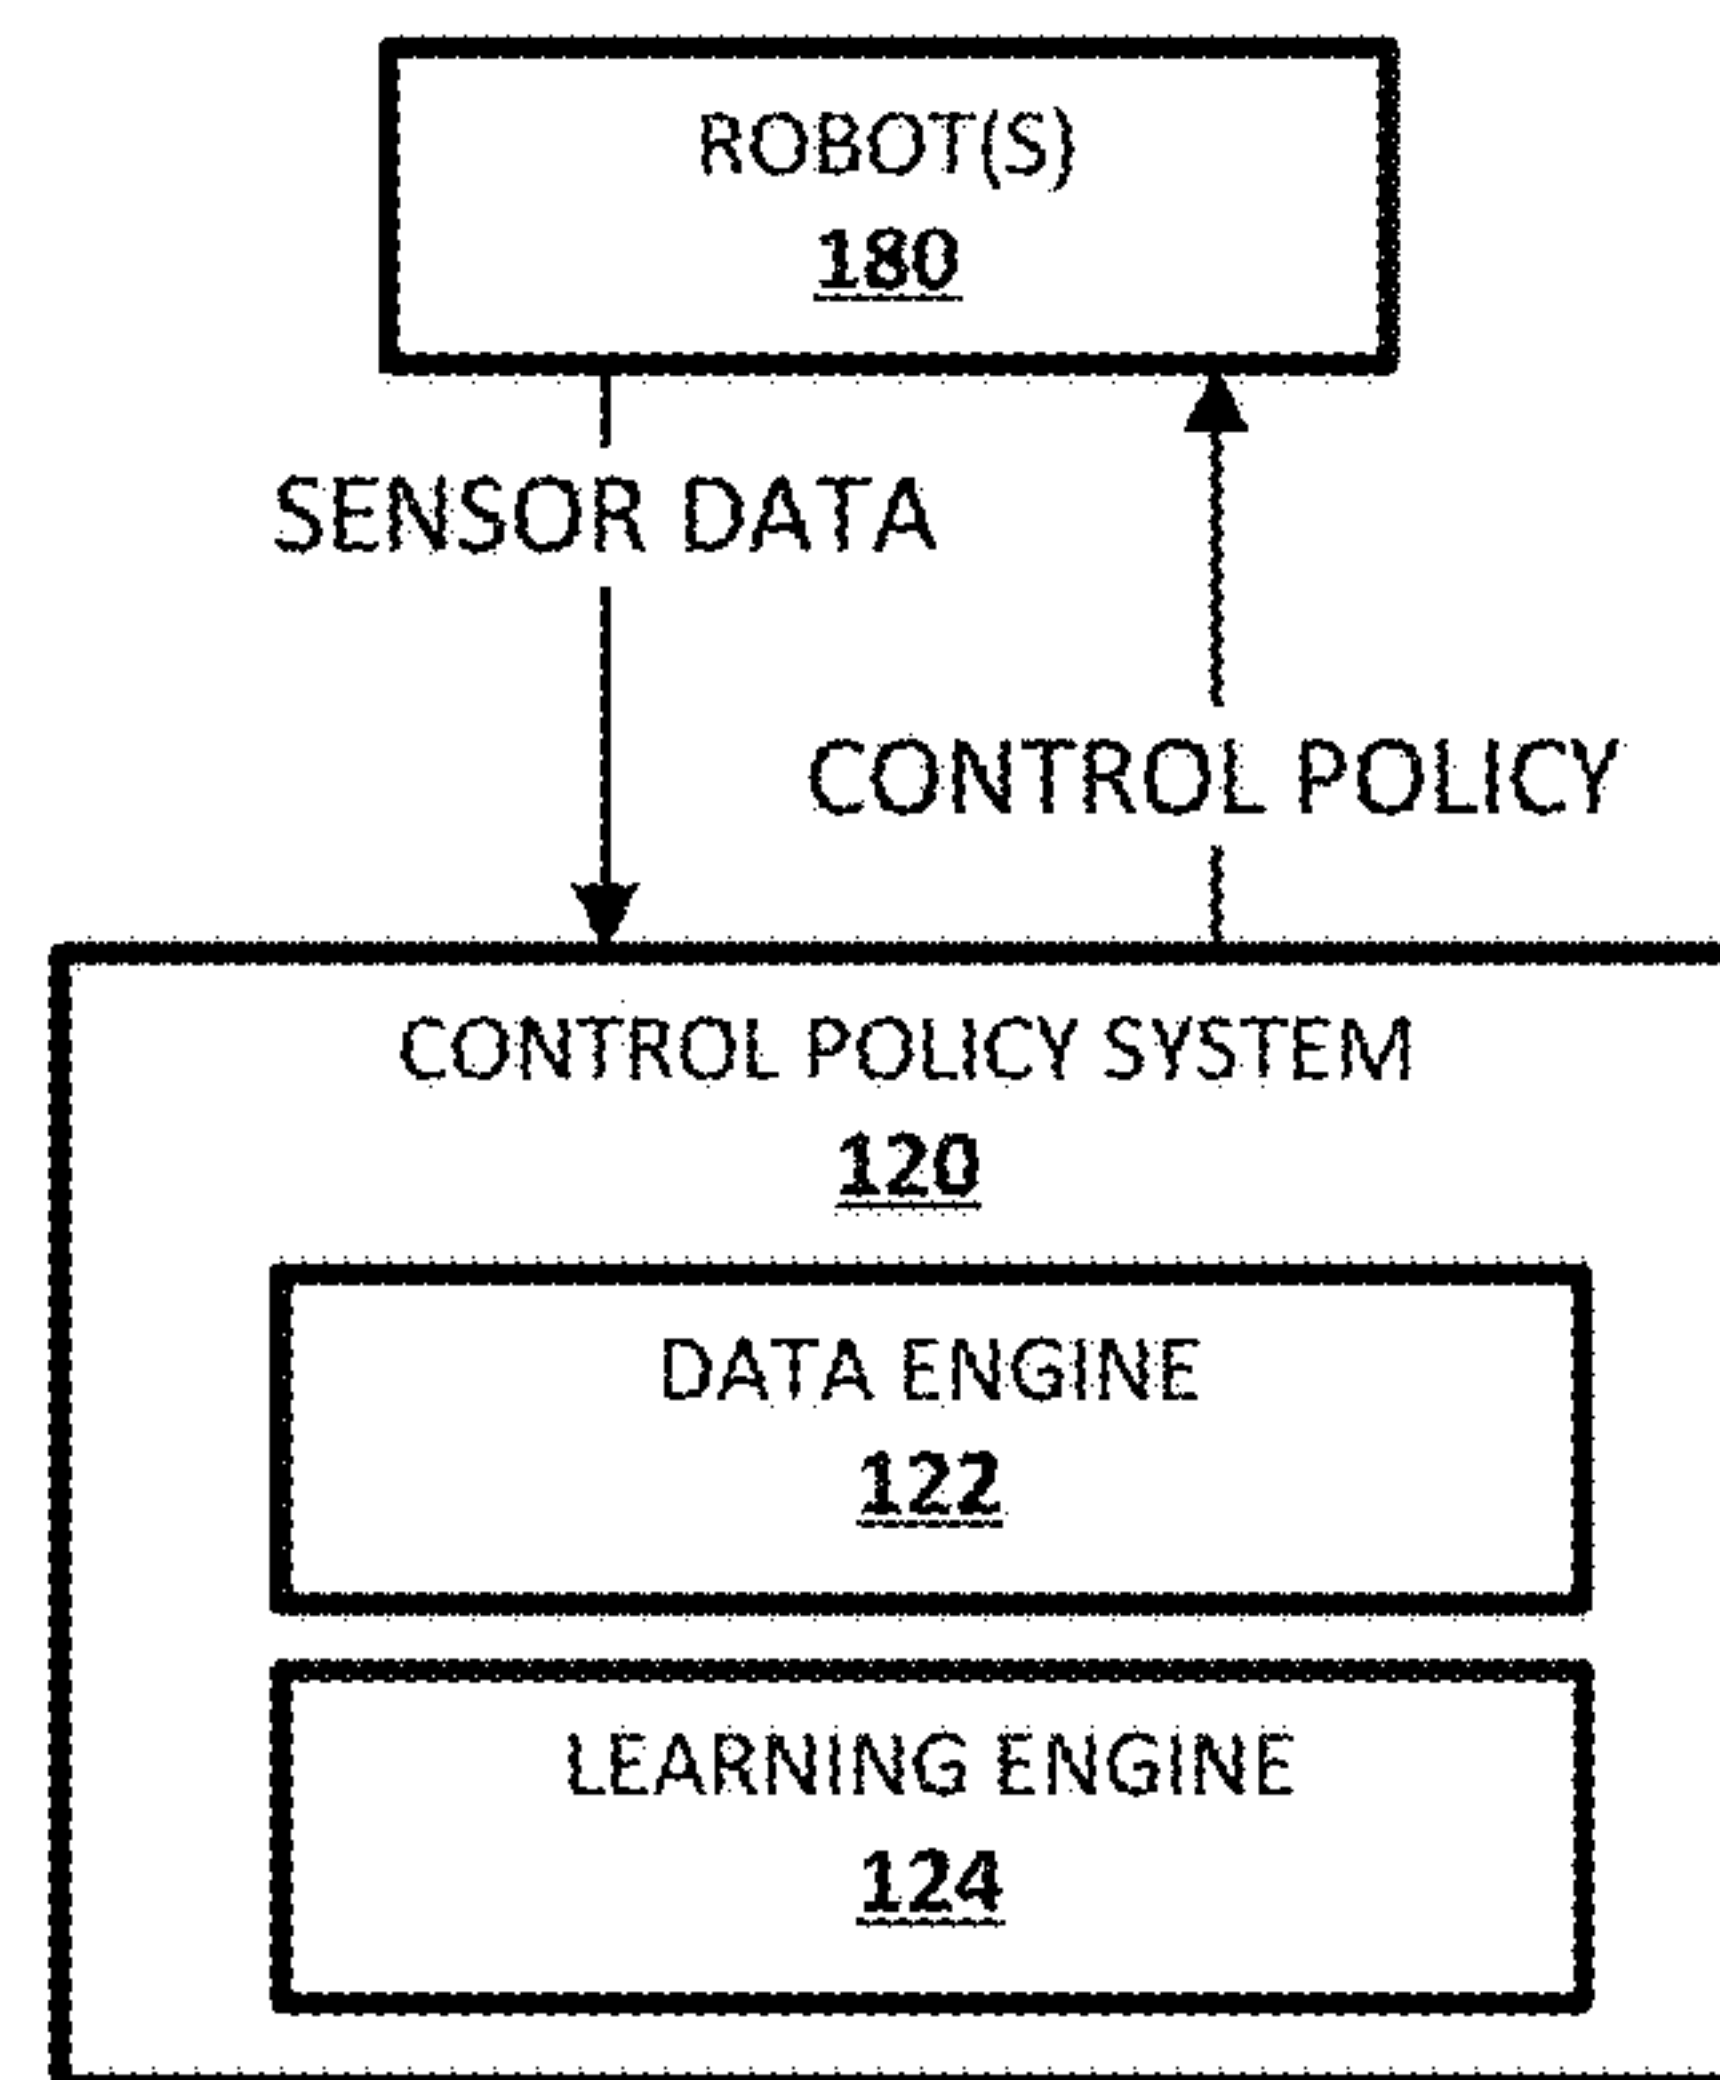 ROBOT(S)
180
SENSOR DATA
CONTROL POLICY
CONTROL POLICY SYSTEM
120
DATA ENGINE
122
LEARNING ENGINE
124